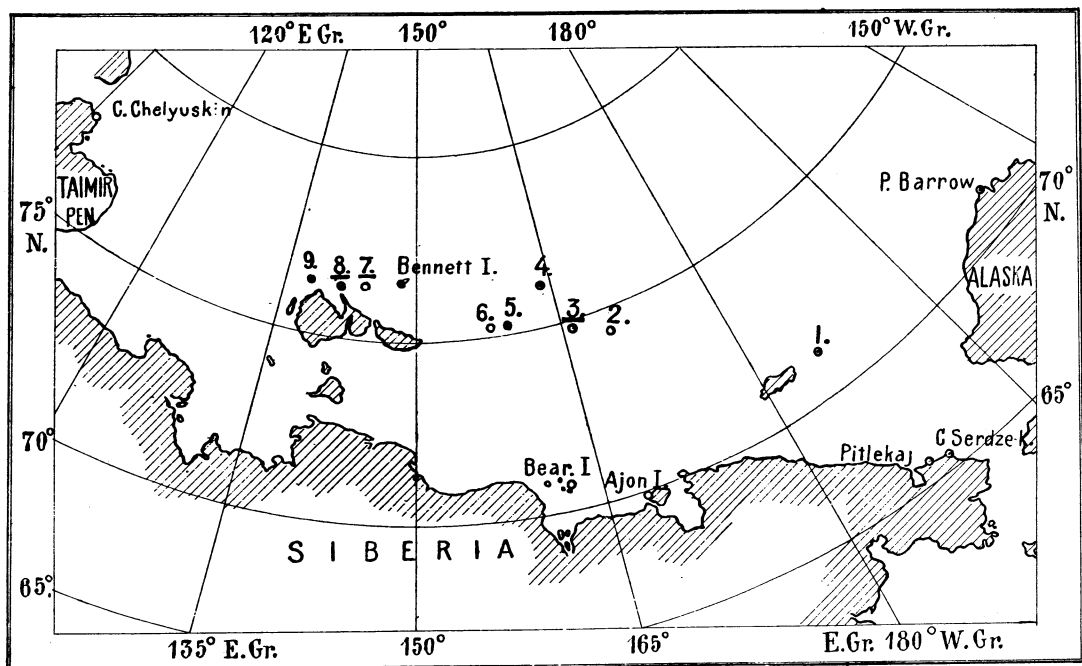 120° E Gr. 150° 180° 150° W. Gr.
C. Chelyuskin
TAIMIR
PEN.
P. Barrow
70°
N.
75°
N.
ALASKA
9. 8. 7. Bennett I. 4.
6. 5. 3. 2.
1.
65°
70°
Bear. I
Ajon I.
Pitlekaj
C Serdze-K.
SIBERIA
65°
135° E. Gr. 150° 165° E. Gr. 180° W. Gr.